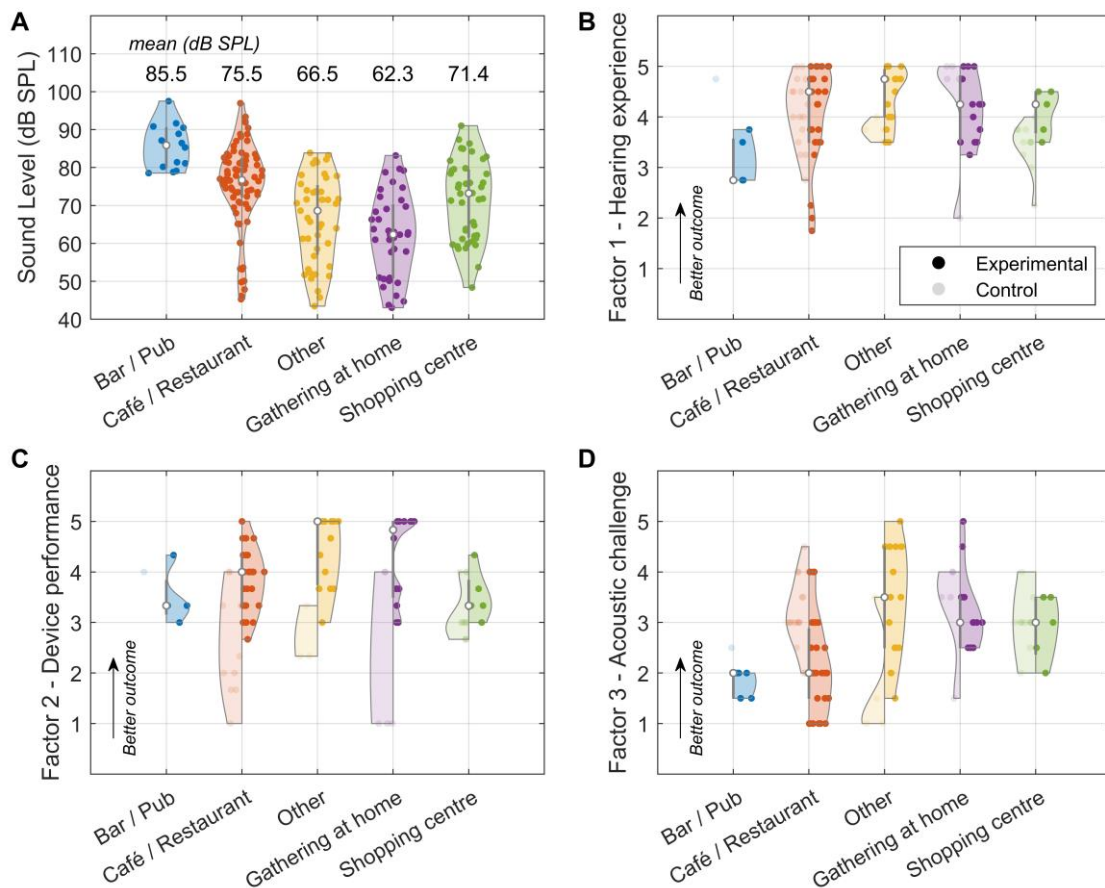 A
mean (dB SPL)
85.5 75.5 66.5 62.3 71.4
Sound Level (dB SPL)
110
100
90
80
70
60
50
40
Bar / Pub
Café / Restaurant
Other
Gathering at home
Shopping centre
B
Factor 1 - Hearing experience
Better outcome
5
4
3
2
1
Experimental
Control
Bar / Pub
Café / Restaurant
Other
Gathering at home
Shopping centre
C
Factor 2 - Device performance
Better outcome
5
4
3
2
1
Bar / Pub
Café / Restaurant
Other
Gathering at home
Shopping centre
D
Factor 3 - Acoustic challenge
Better outcome
5
4
3
2
1
Bar / Pub
Café / Restaurant
Other
Gathering at home
Shopping centre